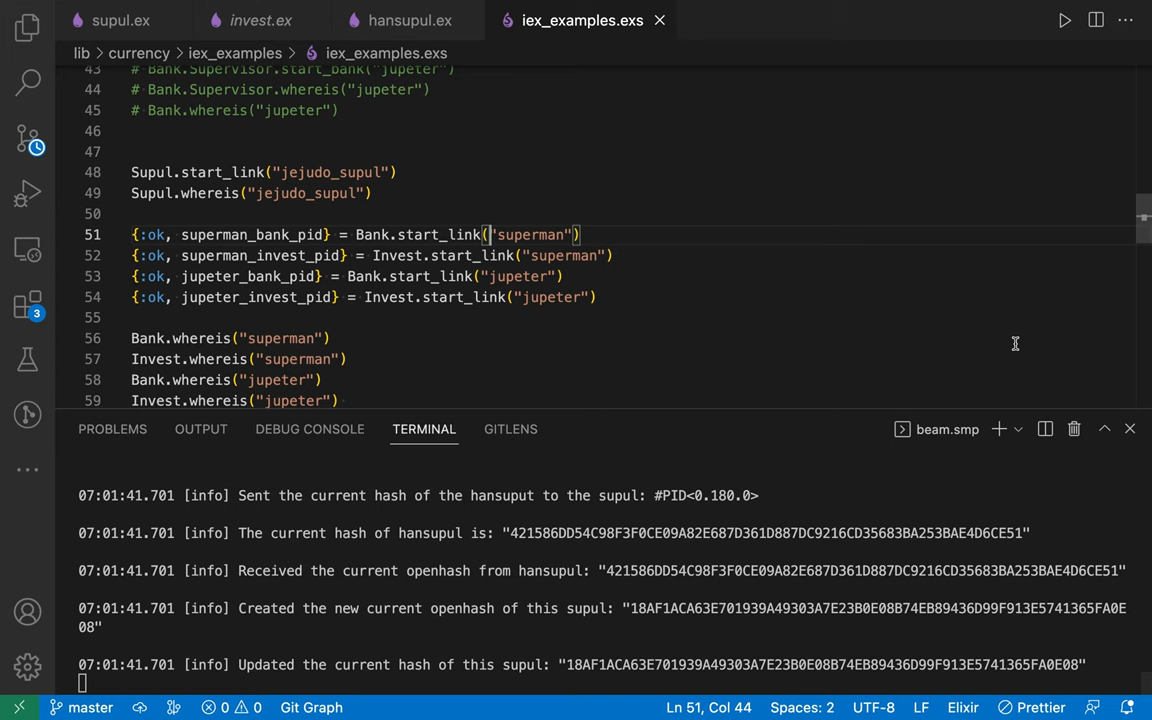 supul.ex invest.ex hansupul.ex iex_examples.exs
lib > currency > iex_examples > iex_examples.exs
43 # Bank.Supervisor.start_bank("jupeter")
44 # Bank.Supervisor.whereis("jupeter")
45 # Bank.whereis("jupeter")
46
47
48 Supul.start_link("jejudo_supul")
49 Supul.whereis("jejudo_supul")
50
51 {:ok, superman_bank_pid} = Bank.start_link("superman")
52 {:ok, superman_invest_pid} = Invest.start_link("superman")
53 {:ok, jupeter_bank_pid} = Bank.start_link("jupeter")
54 {:ok, jupeter_invest_pid} = Invest.start_link("jupeter")
55
56 Bank.whereis("superman")
57 Invest.whereis("superman")
58 Bank.whereis("jupeter")
59 Invest.whereis("jupeter")
3
PROBLEMS OUTPUT DEBUG CONSOLE TERMINAL GITLENS beam.smp
07:01:41.701 [info] Sent the current hash of the hansuput to the supul: #PID<0.180.0>
07:01:41.701 [info] The current hash of hansupul is: "421586DD54C98F3F0CE09A82E687D361D887DC9216CD35683BA253BAE4D6CE51"
07:01:41.701 [info] Received the current openhash from hansupul: "421586DD54C98F3F0CE09A82E687D361D887DC9216CD35683BA253BAE4D6CE51"
07:01:41.701 [info] Created the new current openhash of this supul: "18AF1ACA63E701939A49303A7E23B0E08B74EB89436D99F913E5741365FA0E
08"
07:01:41.701 [info] Updated the current hash of this supul: "18AF1ACA63E701939A49303A7E23B0E08B74EB89436D99F913E5741365FA0E08"
3
master 0 0 Git Graph Ln 51, Col 44 Spaces: 2 UTF-8 LF Elixir Prettier